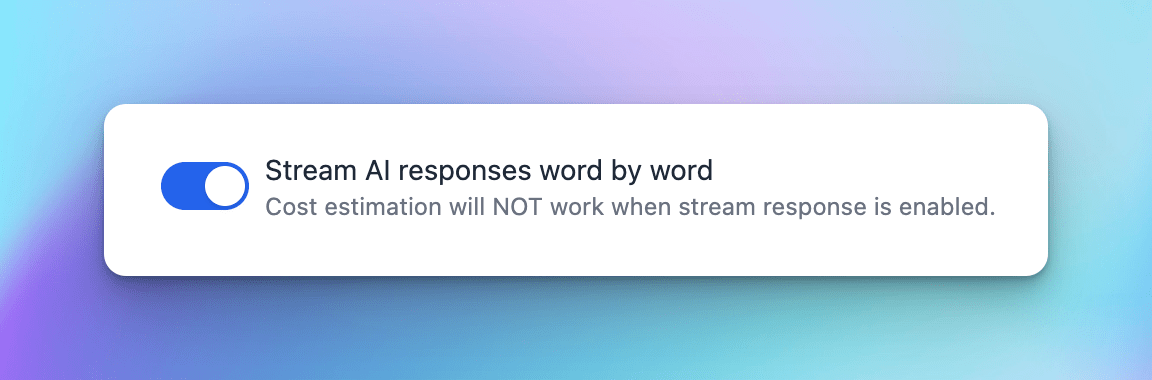 Stream AI responses word by word
Cost estimation will NOT work when stream response is enabled.